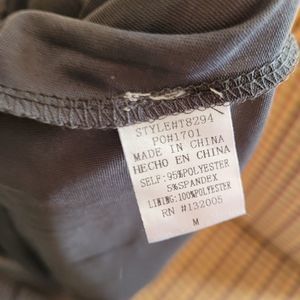 STYLE#T8294
PO#1701
MADE IN CHINA
HECHO EN CHINA
SELF: 95%POLYESTER
5%SPANDEX
LINING:100%POLYESTER
RN #132005
M